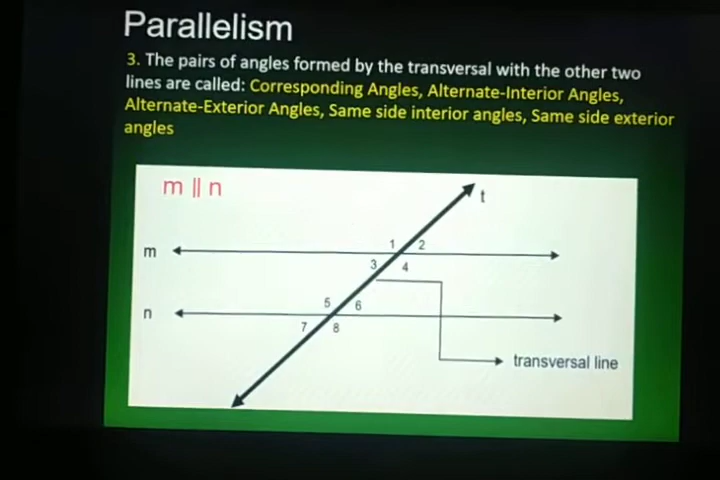 Parallelism
3. The pairs of angles formed by the transversal with the other two
lines are called: Corresponding Angles, Alternate-Interior Angles,
Alternate-Exterior Angles, Same side interior angles, Same side exterior
angles
m || n
t
1 2
m
3 4
5 6
n
7 8
transversal line